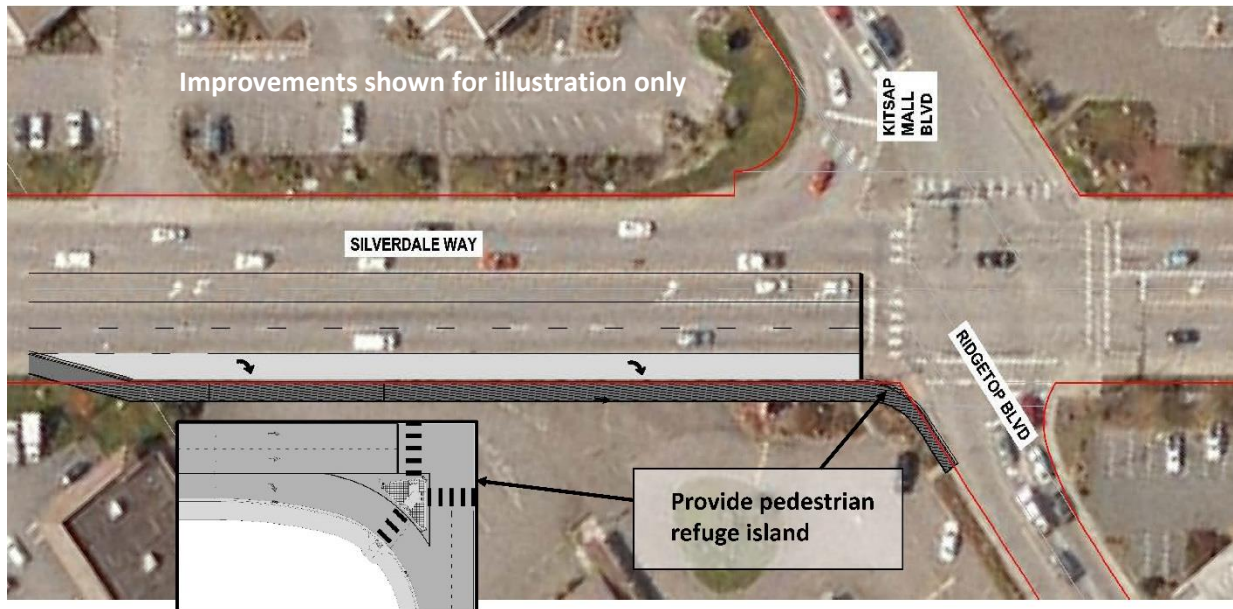 Improvements shown for illustration only
KITSAP
MALL
BLVD
SILVERDALE WAY
RIDGETOP BLVD
Provide pedestrian
refuge island